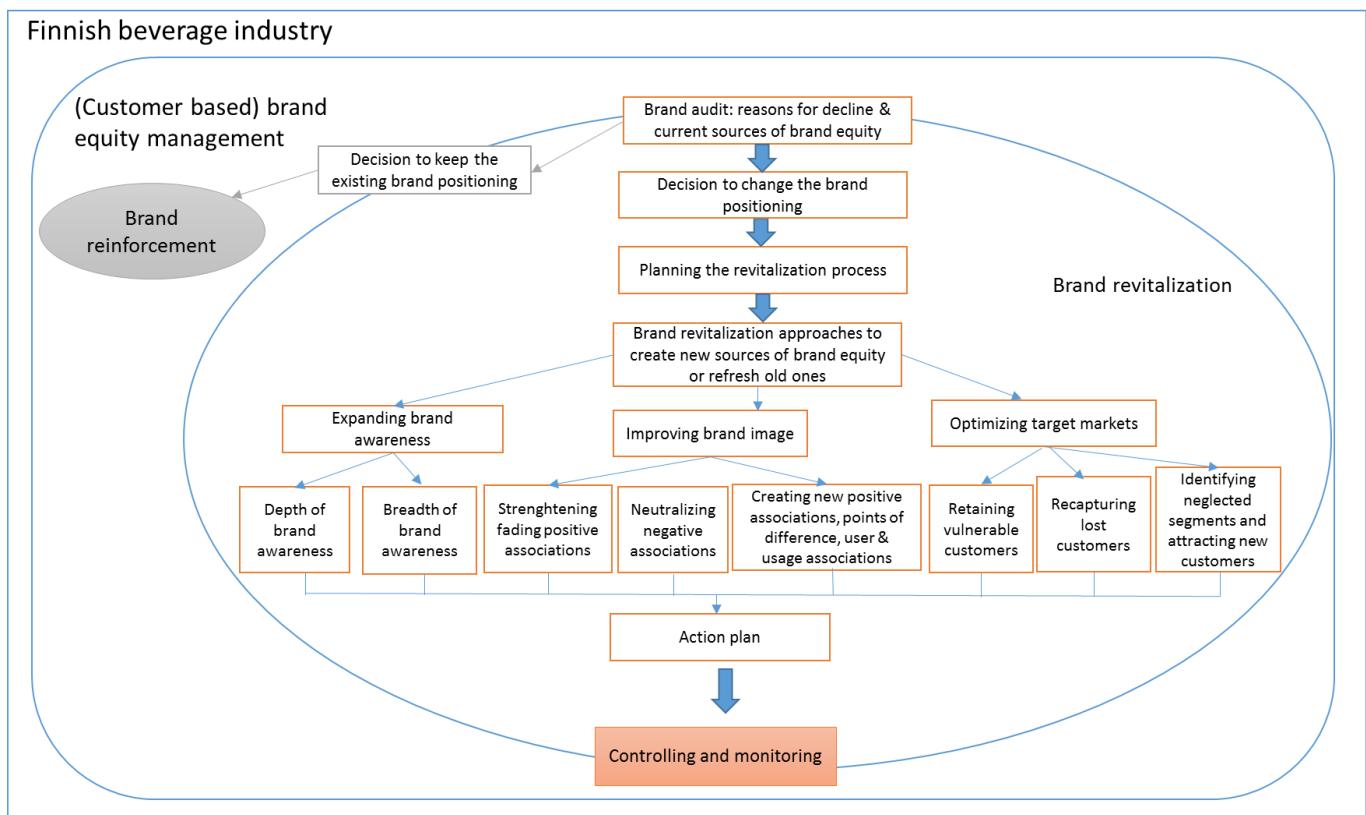 Finnish beverage industry
(Customer based) brand
equity management
Brand audit: reasons for decline &
current sources of brand equity
Decision to keep the
existing brand positioning
Brand
reinforcement
Decision to change the brand
positioning
Planning the revitalization process
Brand revitalization
Brand revitalization approaches to
create new sources of brand equity
or refresh old ones
Expanding brand
awareness
Improving brand image
Optimizing target markets
Depth of
brand
awareness
Breadth of
brand
awareness
Strenghtening
fading positive
associations
Neutralizing
negative
associations
Creating new positive
associations, points of
difference, user &
usage associations
Retaining
vulnerable
customers
Recapturing
lost
customers
Identifying
neglected
segments and
attracting new
customers
Action plan
Controlling and monitoring